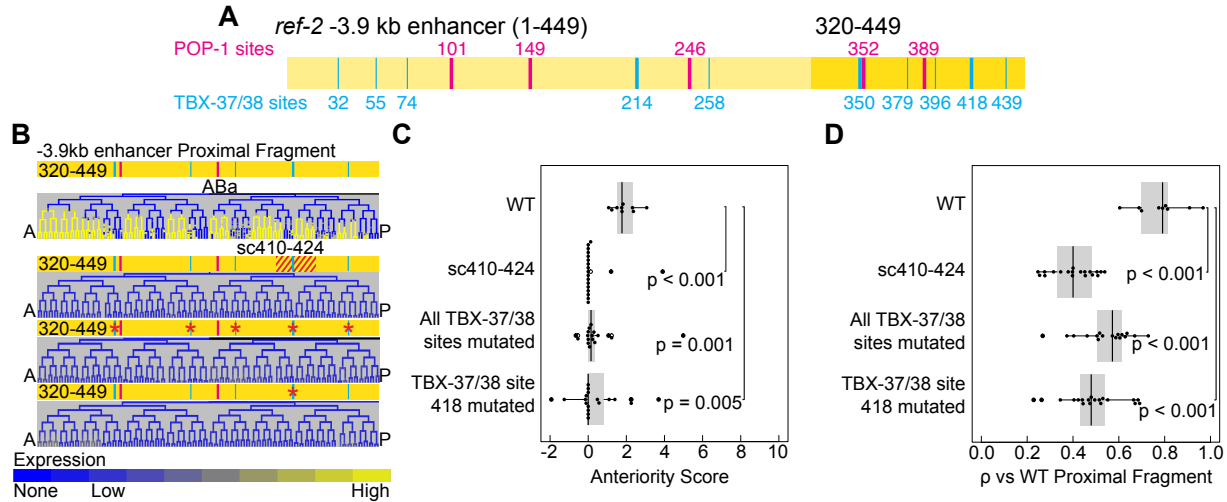 A
ref-2 -3.9 kb enhancer (1-449)
320-449
POP-1 sites
101 149 246 352 389
TBX-37/38 sites
32 55 74 214 258 350 379 396 418 439
B
-3.9kb enhancer Proximal Fragment
320-449
ABa
A P
sc410-424
320-449
A P
320-449
* * * * *
A P
320-449
*
A P
Expression
None Low High
C
WT
sc410-424
All TBX-37/38
sites mutated
TBX-37/38 site
418 mutated
p < 0.001
p = 0.001
p = 0.005
-2 0 2 4 6 8 10
Anteriority Score
D
WT
sc410-424
All TBX-37/38
sites mutated
TBX-37/38 site
418 mutated
p < 0.001
p < 0.001
p < 0.001
0.0 0.2 0.4 0.6 0.8 1.0
ρ vs WT Proximal Fragment